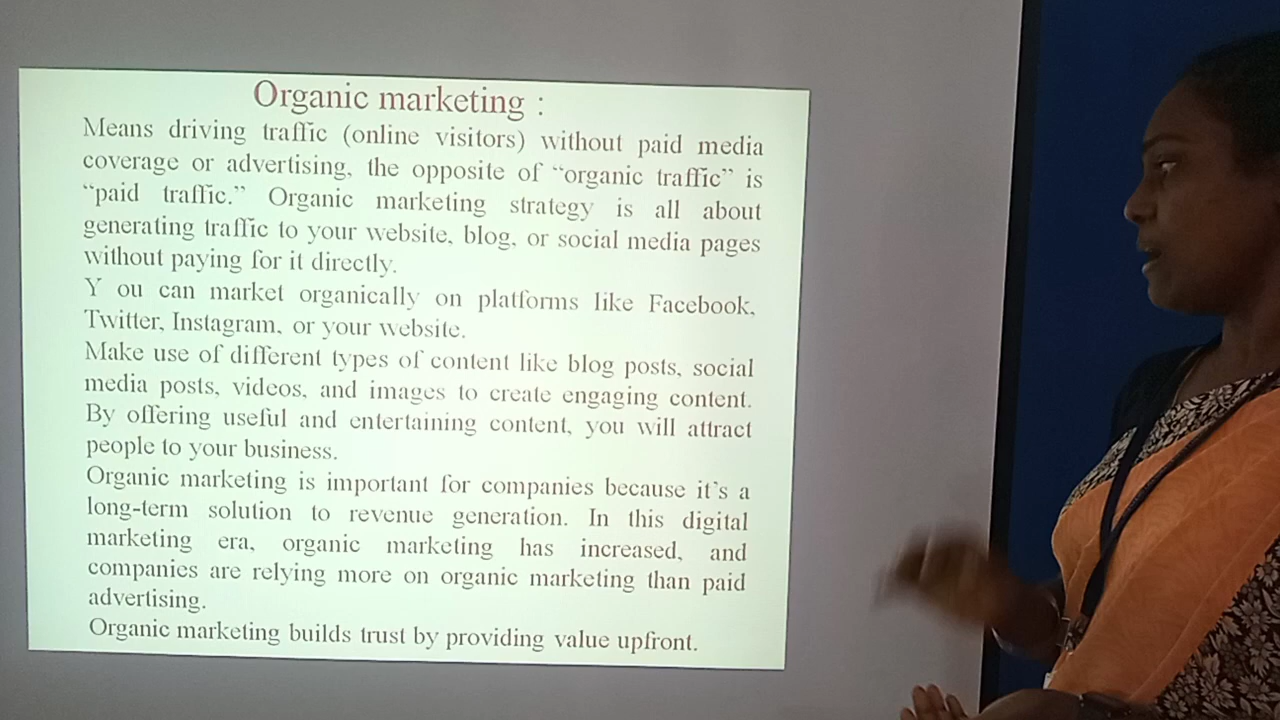 Organic marketing :
Means driving traffic (online visitors) without paid media
coverage or advertising, the opposite of “organic traffic” is
“paid traffic.” Organic marketing strategy is all about
generating traffic to your website, blog, or social media pages
without paying for it directly.
Y ou can market organically on platforms like Facebook,
Twitter, Instagram, or your website.
Make use of different types of content like blog posts, social
media posts, videos, and images to create engaging content.
By offering useful and entertaining content, you will attract
people to your business.
Organic marketing is important for companies because it’s a
long-term solution to revenue generation. In this digital
marketing era, organic marketing has increased, and
companies are relying more on organic marketing than paid
advertising.
Organic marketing builds trust by providing value upfront.